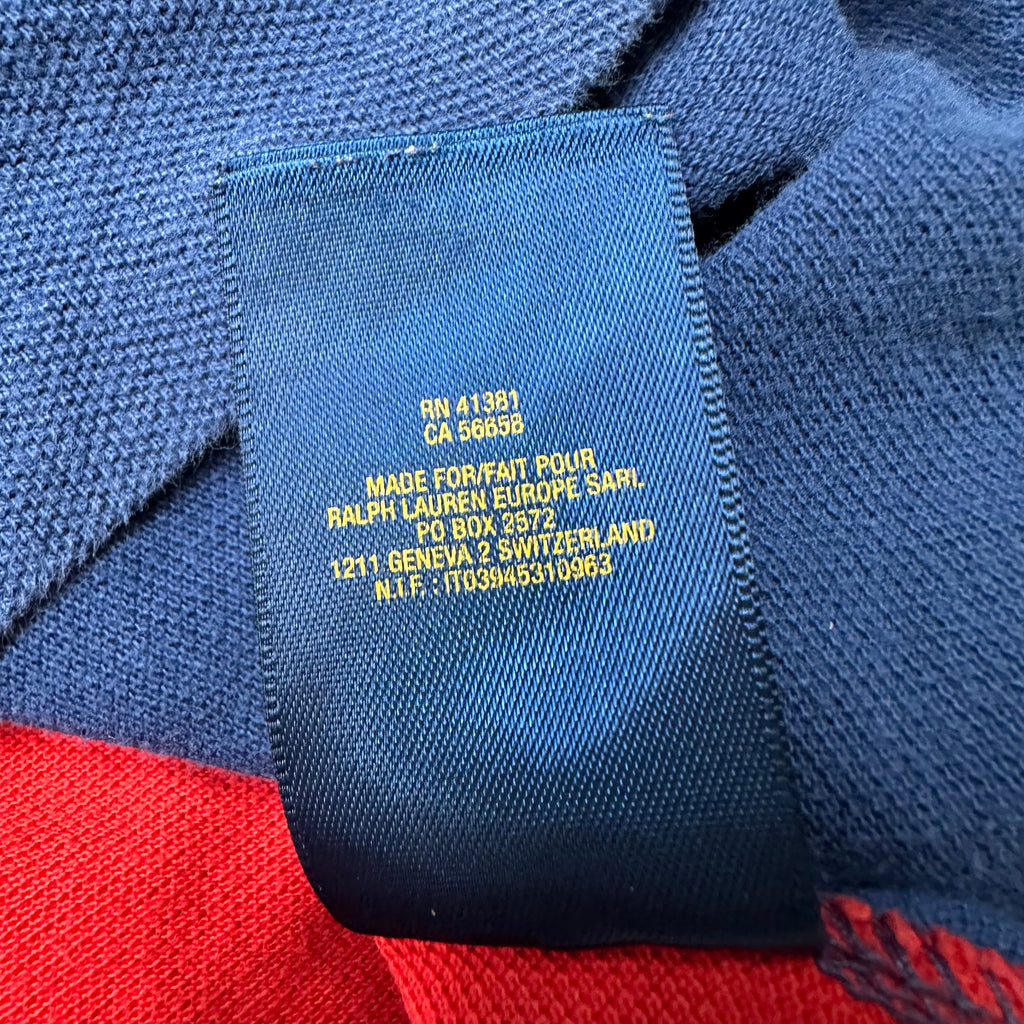 RN 41381
CA 56658
MADE FOR/FAIT POUR
RALPH LAUREN EUROPE SARL
PO BOX 2572
1211 GENEVA 2 SWITZERLAND
N.I.F. : IT03945310963